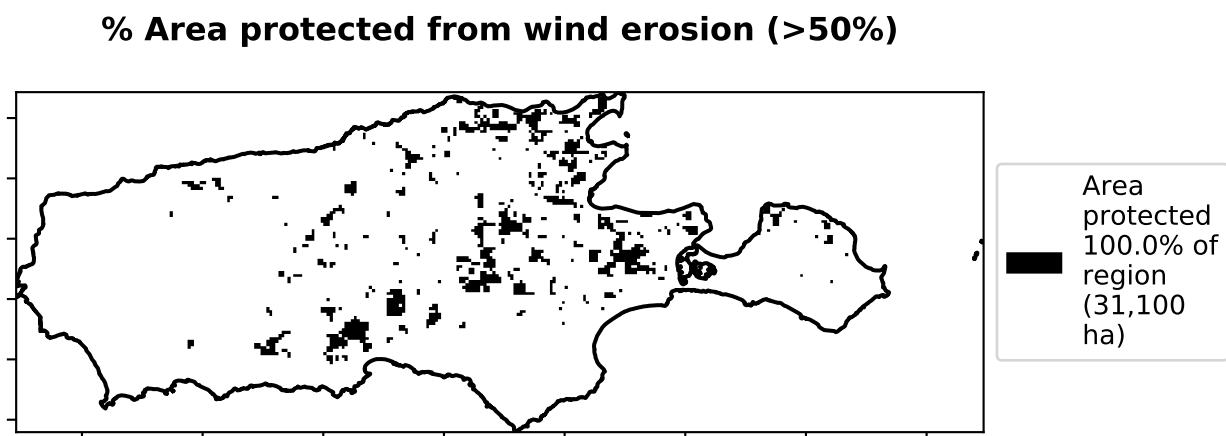 % Area protected from wind erosion (>50%)
Area
protected
100.0% of
region
(31,100
ha)